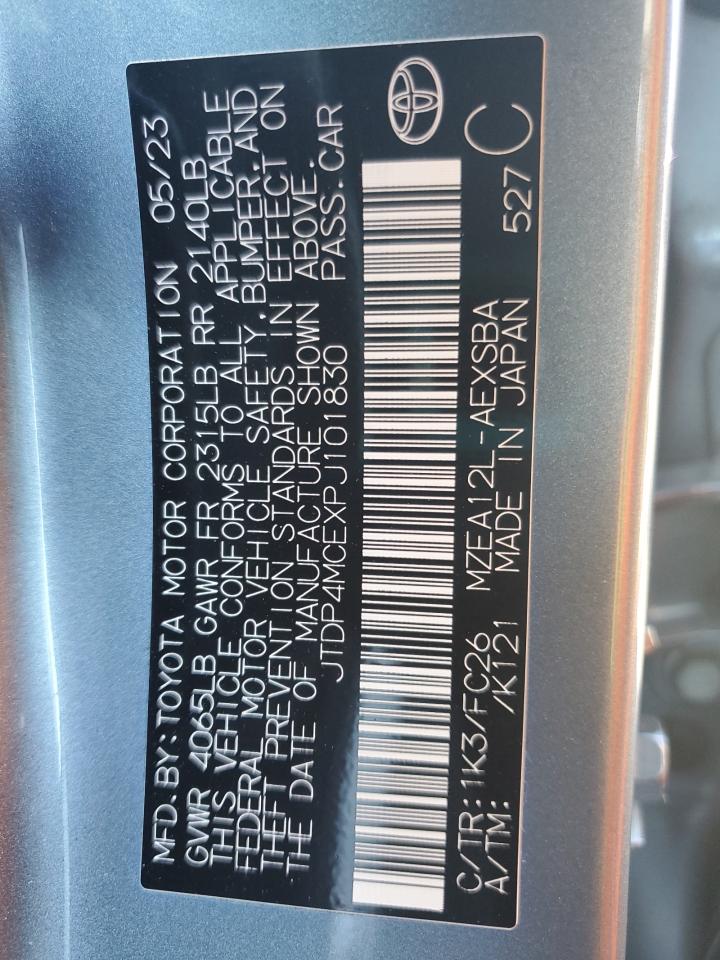 MFD.BY:TOYOTA MOTOR CORPORATION 05/23
GVWR 4065LB GAWR FR 2315LB RR 2140LB
THIS VEHICLE CONFORMS TO ALL APPLICABLE
FEDERAL MOTOR VEHICLE SAFETY,BUMPER,AND
THEFT PREVENTION STANDARDS IN EFFECT ON
THE DATE OF MANUFACTURE SHOWN ABOVE.
JTDP4MCEXPJ101830 PASS.CAR
C/TR:1K3/FC26 MZEA12L-AEXSBA C
A/TM: /K121 MADE IN JAPAN 527